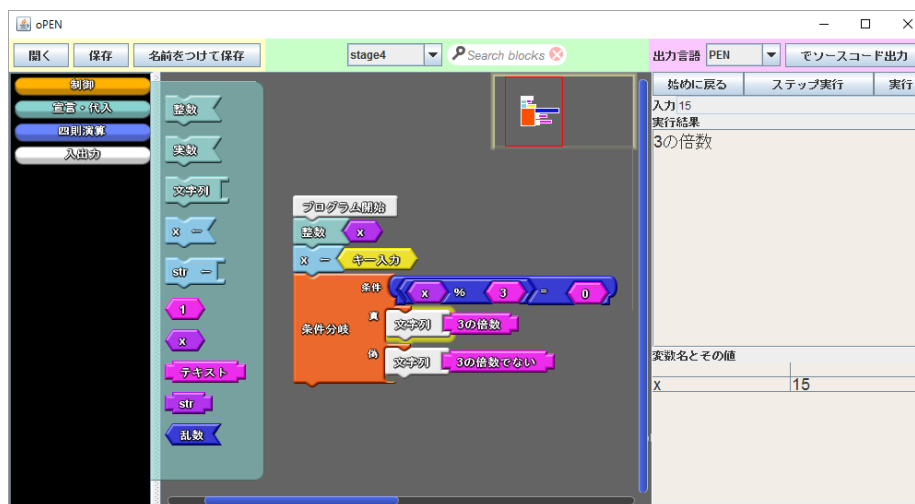 oPEN
開く 保存 名前をつけて保存 stage4 Search blocks 出力言語 PEN でソースコード出力
制御
宣言・代入
四則演算
入出力
整数
実数
文字列
x ←
str ←
1
x
テキスト
str
乱数
プログラム開始
整数 x
x ← キー入力
条件分岐
条件 x % 3 = 0
真 文字列 3の倍数
偽 文字列 3の倍数でない
始めに戻る ステップ実行 実行
入力 15
実行結果
3の倍数
変数名とその値
x 15